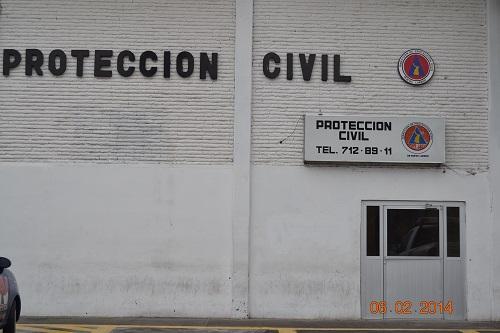 PROTECCION CIVIL
PROTECCION
CIVIL
TEL. 712-89-11
06.02.2014